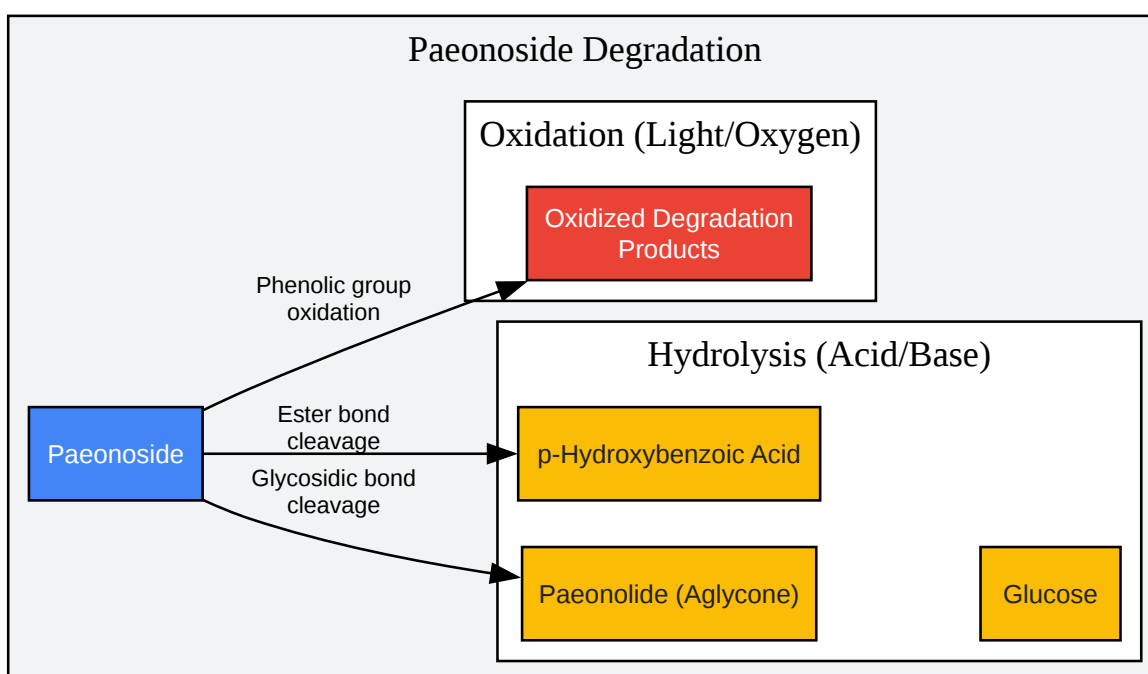 Paeonoside Degradation
Oxidation (Light/Oxygen)
Oxidized Degradation
Products
Phenolic group
oxidation
Hydrolysis (Acid/Base)
Paeonoside
Ester bond
cleavage
p-Hydroxybenzoic Acid
Glycosidic bond
cleavage
Paeonolide (Aglycone)
Glucose